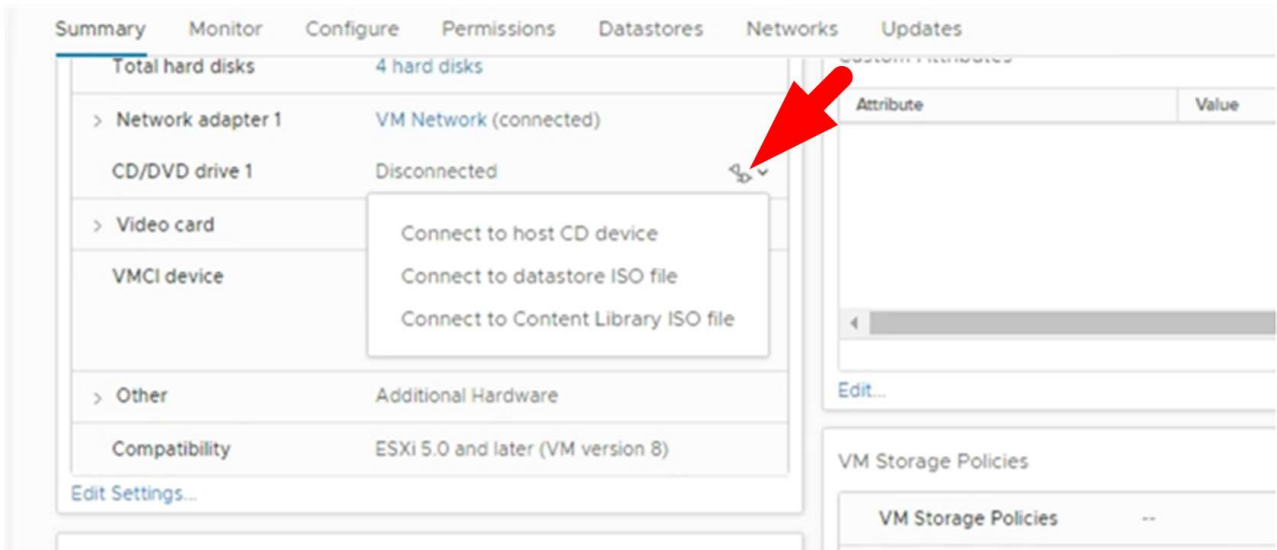 Summary Monitor Configure Permissions Datastores Networks Updates
Total hard disks 4 hard disks
> Network adapter 1 VM Network (connected)
CD/DVD drive 1 Disconnected
> Video card
Connect to host CD device
VMCI device
Connect to datastore ISO file
Connect to Content Library ISO file
> Other Additional Hardware
Compatibility ESXi 5.0 and later (VM version 8)
Edit Settings...
Custom Attributes
Attribute Value
Edit...
VM Storage Policies
VM Storage Policies --